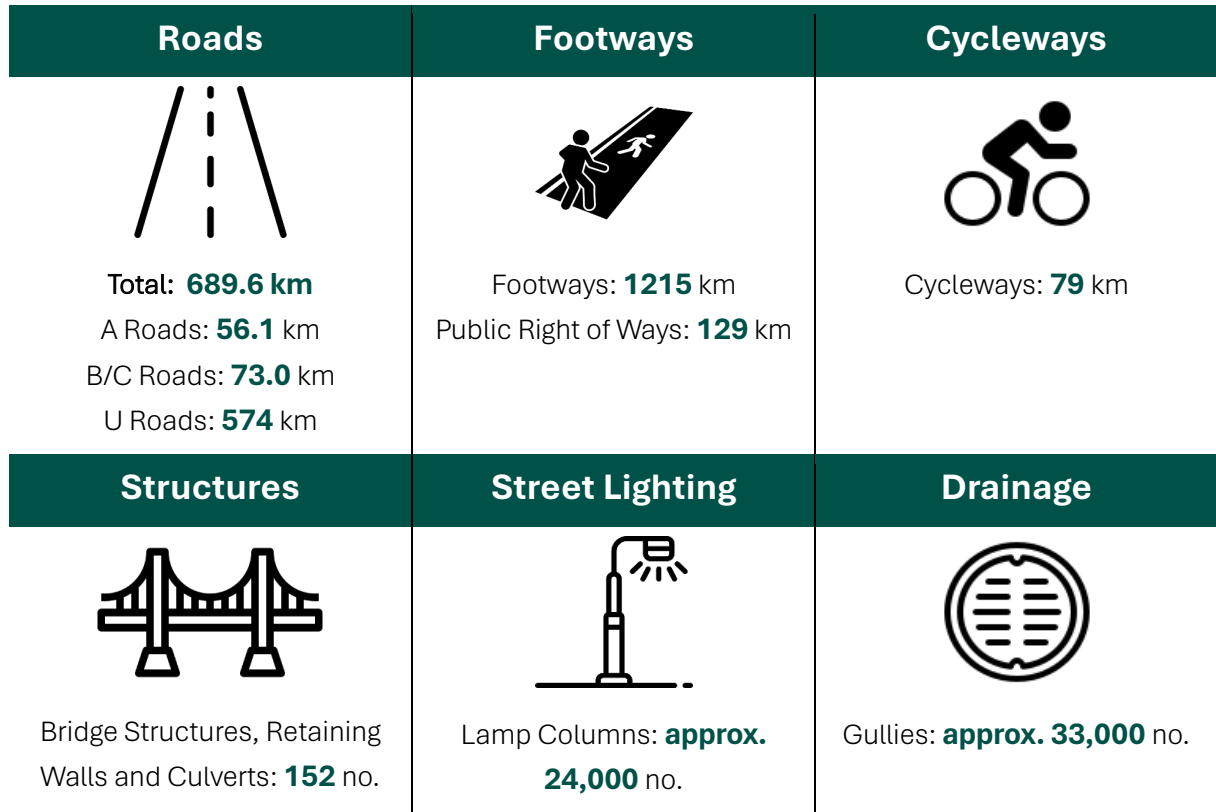 Roads
Total: 689.6 km
A Roads: 56.1 km
B/C Roads: 73.0 km
U Roads: 574 km
Footways
Footways: 1215 km
Public Right of Ways: 129 km
Cycleways
Cycleways: 79 km
Structures
Bridge Structures, Retaining
Walls and Culverts: 152 no.
Street Lighting
Lamp Columns: approx.
24,000 no.
Drainage
Gullies: approx. 33,000 no.